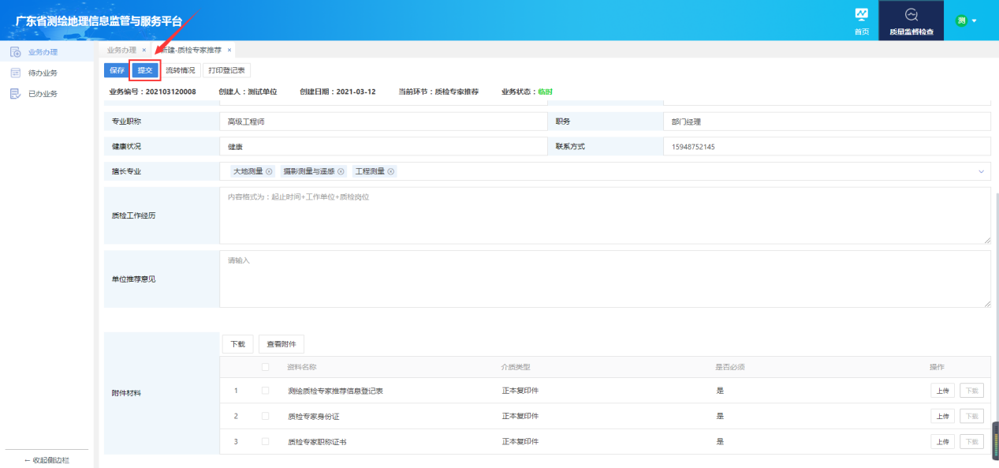 广东省测绘地理信息监管与服务平台
首页
质量监督检查
测
业务办理
待办业务
已办业务
业务办理 × 新建-质检专家推荐 ×
保存 提交 流转情况 打印登记表
业务编号：202103120008 创建人：测试单位 创建日期：2021-03-12 当前环节：质检专家推荐 业务状态：临时
专业职称 高级工程师 职务 部门经理
健康状况 健康 联系方式 15948752145
擅长专业 大地测量 摄影测量与遥感 工程测量
质检工作经历 内容格式为：起止时间+工作单位+质检岗位
单位推荐意见 请输入
附件材料
下载 查看附件
资料名称 介质类型 是否必须 操作
1 测绘质检专家推荐信息登记表 正本复印件 是 上传 下载
2 质检专家身份证 正本复印件 是 上传 下载
3 质检专家职称证书 正本复印件 是 上传 下载
← 收起侧边栏